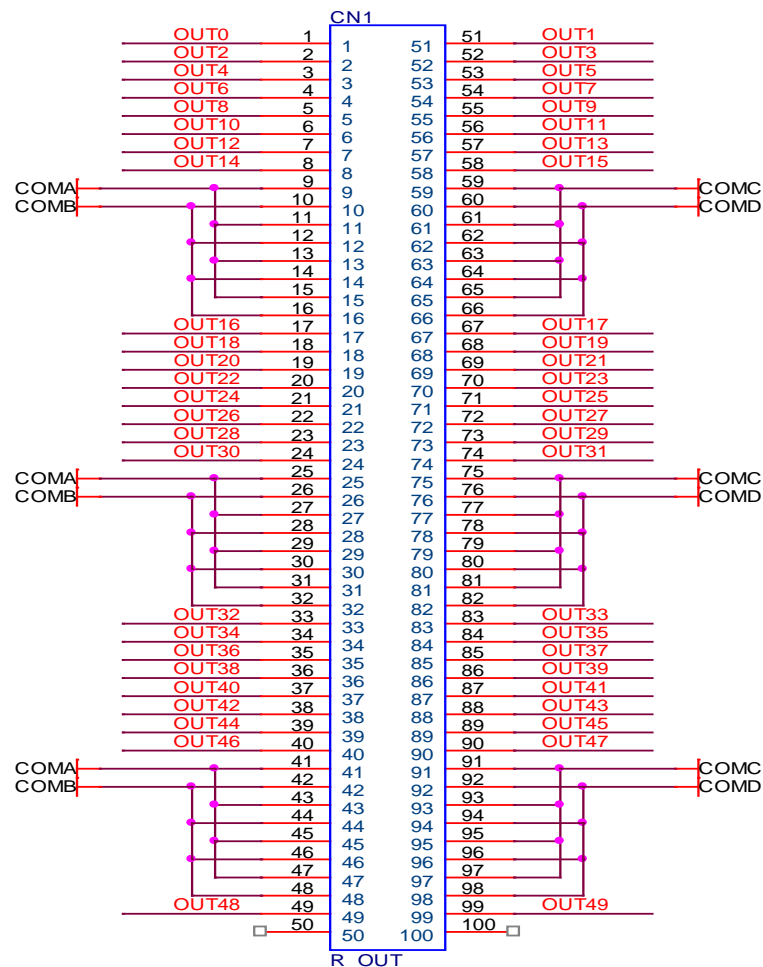 CN1
OUT0 1 1 51 51 OUT1
OUT2 2 2 52 52 OUT3
OUT4 3 3 53 53 OUT5
OUT6 4 4 54 54 OUT7
OUT8 5 5 55 55 OUT9
OUT10 6 6 56 56 OUT11
OUT12 7 7 57 57 OUT13
OUT14 8 8 58 58 OUT15
COMA 9 9 59 59 COMC
COMB 10 10 60 60 COMD
11 11 61 61
12 12 62 62
13 13 63 63
14 14 64 64
15 15 65 65
16 16 66 66
OUT16 17 17 67 67 OUT17
OUT18 18 18 68 68 OUT19
OUT20 19 19 69 69 OUT21
OUT22 20 20 70 70 OUT23
OUT24 21 21 71 71 OUT25
OUT26 22 22 72 72 OUT27
OUT28 23 23 73 73 OUT29
OUT30 24 24 74 74 OUT31
COMA 25 25 75 75 COMC
COMB 26 26 76 76 COMD
27 27 77 77
28 28 78 78
29 29 79 79
30 30 80 80
31 31 81 81
32 32 82 82
OUT32 33 33 83 83 OUT33
OUT34 34 34 84 84 OUT35
OUT36 35 35 85 85 OUT37
OUT38 36 36 86 86 OUT39
OUT40 37 37 87 87 OUT41
OUT42 38 38 88 88 OUT43
OUT44 39 39 89 89 OUT45
OUT46 40 40 90 90 OUT47
COMA 41 41 91 91 COMC
COMB 42 42 92 92 COMD
43 43 93 93
44 44 94 94
45 45 95 95
46 46 96 96
47 47 97 97
48 48 98 98
OUT48 49 49 99 99 OUT49
50 50 100 100
R_OUT